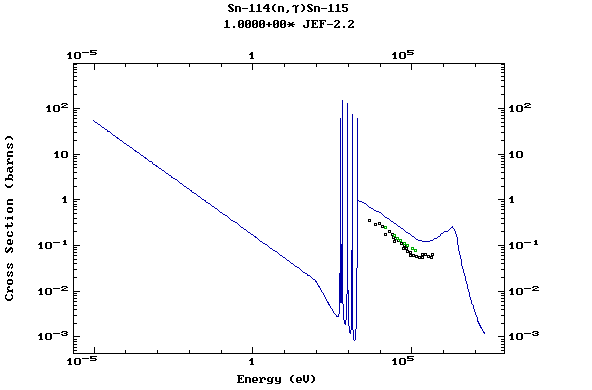 Sn-114(n,γ)Sn-115
1.0000+00* JEF-2.2
10⁻⁵ 1 10⁵
10² 10²
10 10
1 1
10⁻¹ 10⁻¹
10⁻² 10⁻²
10⁻³ 10⁻³
Cross Section (barns)
10⁻⁵ 1 10⁵
Energy (eV)